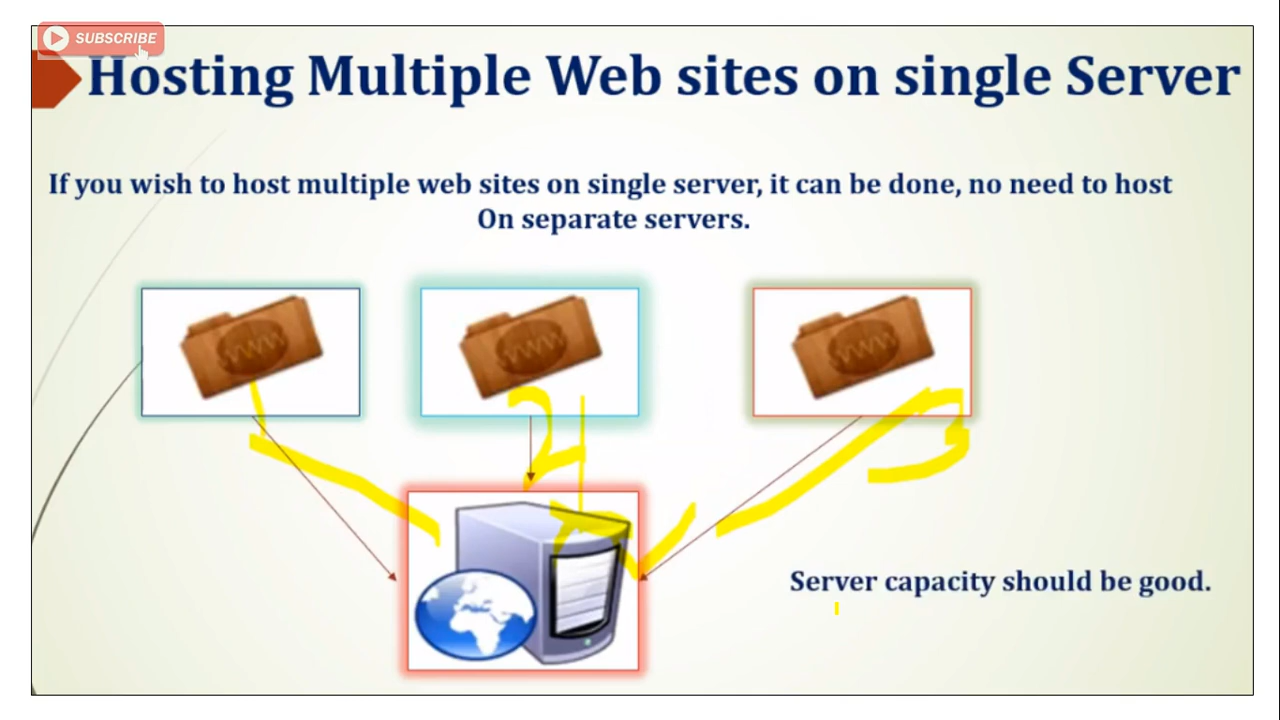 SUBSCRIBE
Hosting Multiple Web sites on single Server
If you wish to host multiple web sites on single server, it can be done, no need to host
On separate servers.
2
3
Server capacity should be good.